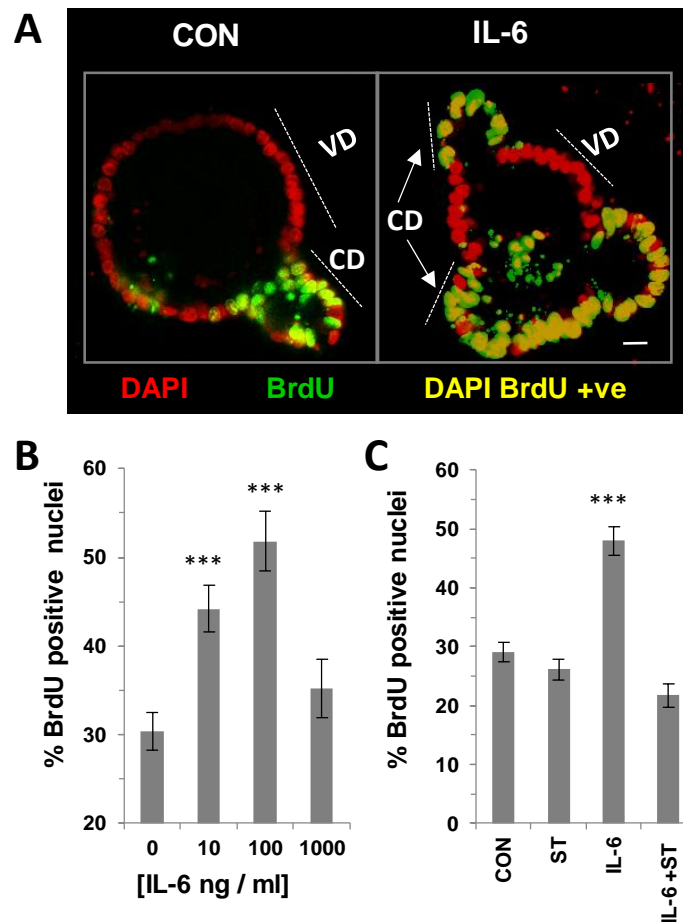 A
CON IL-6
VD
CD
VD
CD
DAPI BrdU DAPI BrdU +ve
B
% BrdU positive nuclei
60
50
40
30
20
***
***
0 10 100 1000
[IL-6 ng / ml]
C
% BrdU positive nuclei
60
50
40
30
20
10
0
***
CON ST IL-6 IL-6 +ST